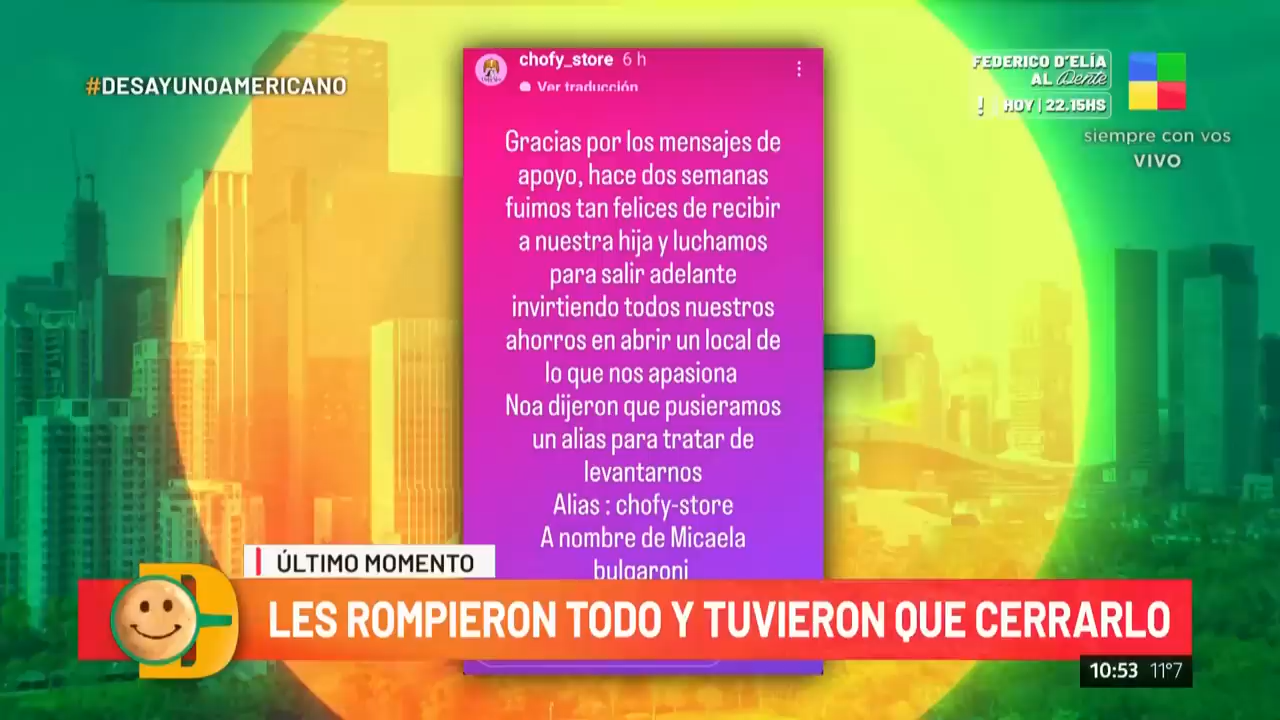 #DESAYUNOAMERICANO
chofy_store 6 h
Ver traducción
Gracias por los mensajes de
apoyo, hace dos semanas
fuimos tan felices de recibir
a nuestra hija y luchamos
para salir adelante
invirtiendo todos nuestros
ahorros en abrir un local de
lo que nos apasiona
Noa dijeron que pusieramos
un alias para tratar de
levantarnos
Alias : chofy-store
A nombre de Micaela
bulgaroni
FEDERICO D'ELÍA
AL Dente
! HOY | 22.15HS
siempre con vos
VIVO
ÚLTIMO MOMENTO
LES ROMPIERON TODO Y TUVIERON QUE CERRARLO
10:53 11°7